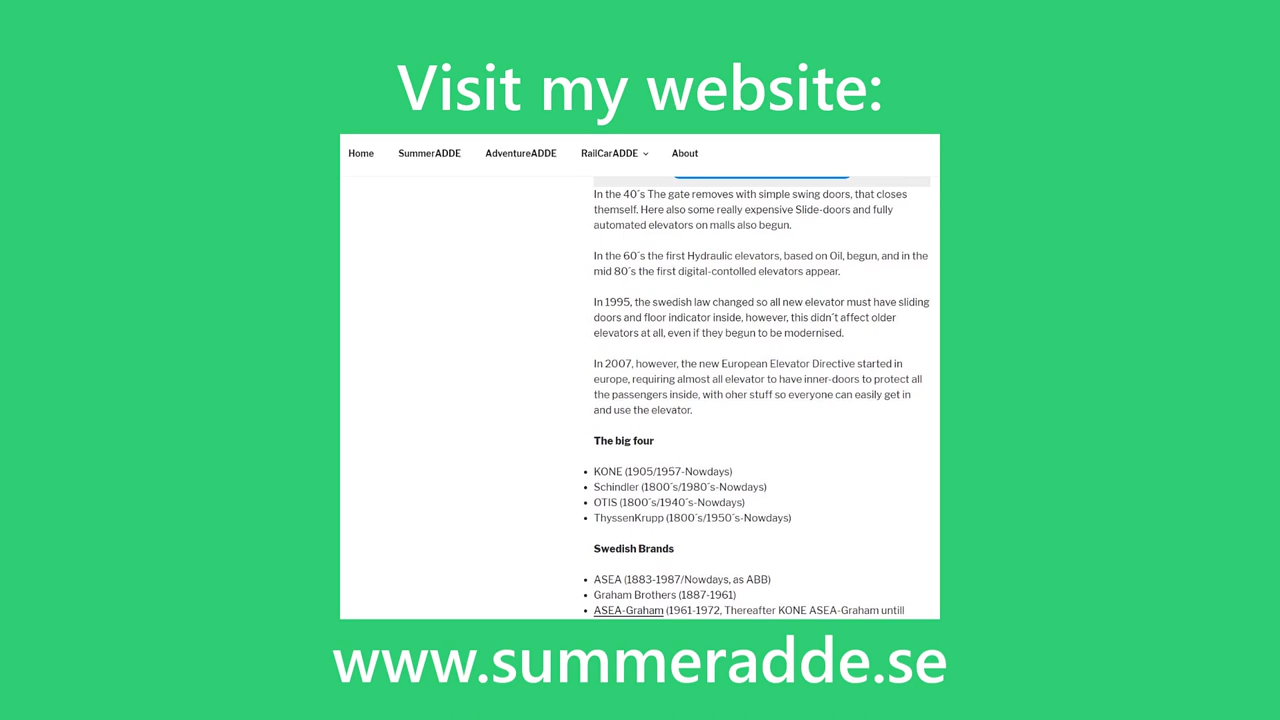 Visit my website:
Home SummerADDE AdventureADDE RailCarADDE About
In the 40´s The gate removes with simple swing doors, that closes
themself. Here also some really expensive Slide-doors and fully
automated elevators on malls also begun.
In the 60´s the first Hydraulic elevators, based on Oil, begun, and in the
mid 80´s the first digital-contolled elevators appear.
In 1995, the swedish law changed so all new elevator must have sliding
doors and floor indicator inside, however, this didn´t affect older
elevators at all, even if they begun to be modernised.
In 2007, however, the new European Elevator Directive started in
europe, requiring almost all elevator to have inner-doors to protect all
the passengers inside, with oher stuff so everyone can easily get in
and use the elevator.
The big four
• KONE (1905/1957-Nowdays)
• Schindler (1800´s/1980´s-Nowdays)
• OTIS (1800´s/1940´s-Nowdays)
• ThyssenKrupp (1800´s/1950´s-Nowdays)
Swedish Brands
• ASEA (1883-1987/Nowdays, as ABB)
• Graham Brothers (1887-1961)
• ASEA-Graham (1961-1972, Thereafter KONE ASEA-Graham untill
www.summeradde.se